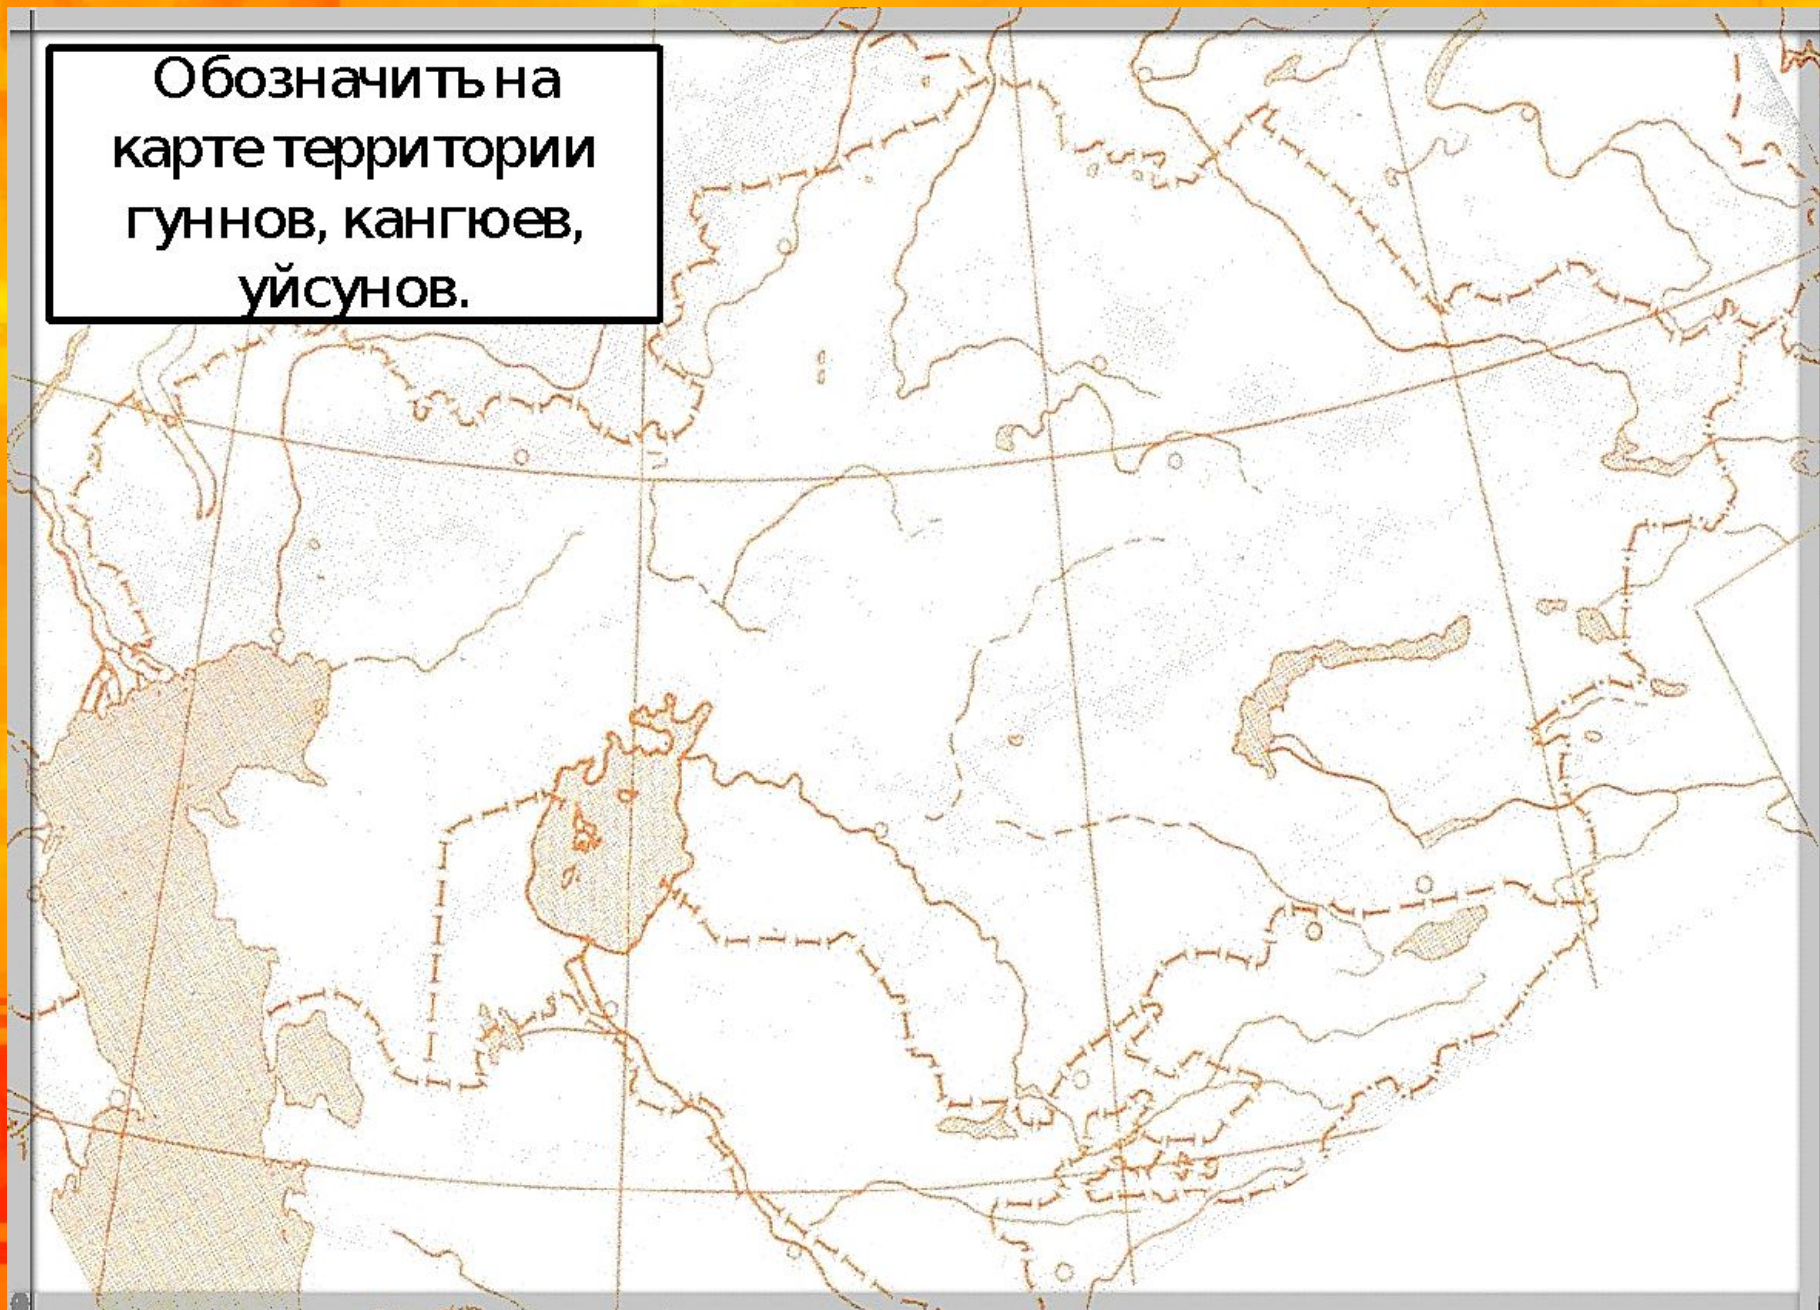 Обозначить на
карте территории
гуннов, кангюев,
уйсунов.